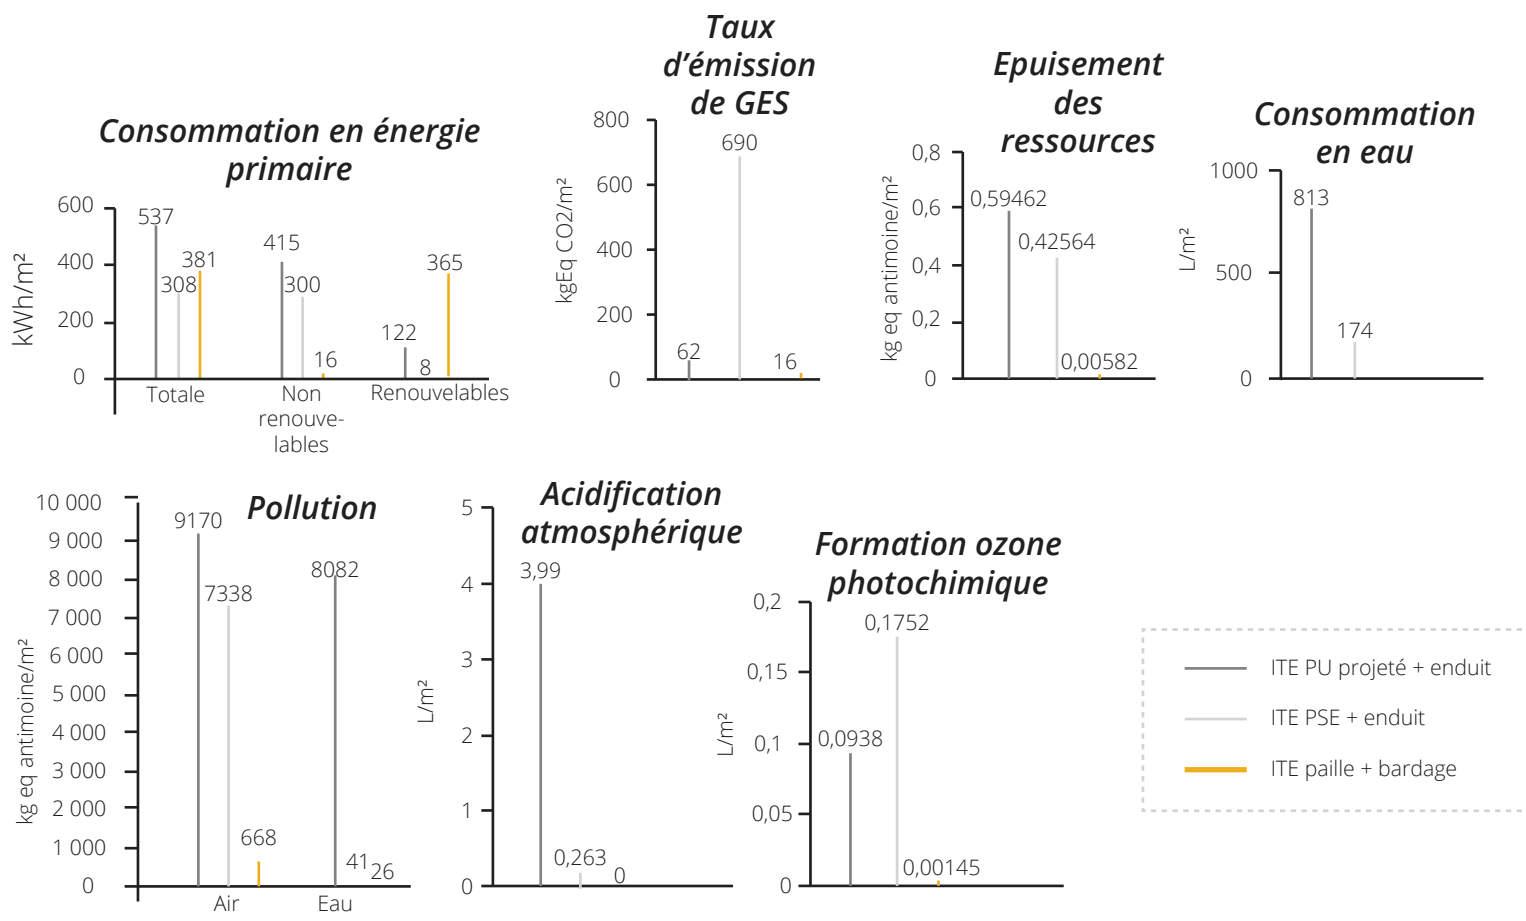 Consommation en énergie
primaire
kWh/m²
600
400
200
0
537
308
381
415
300
16
122
8
365
Totale
Non
renouve-
lables
Renouvelables
Taux
d’émission
de GES
kgEq CO2/m²
800
600
400
200
0
62
690
16
Epuisement
des
ressources
kg eq antimoine/m²
0,8
0,6
0,4
0,2
0
0,59462
0,42564
0,00582
Consommation
en eau
L/m²
1000
500
0
813
174
Pollution
kg eq antimoine/m²
10 000
9 000
8 000
7 000
6 000
5 000
4 000
3 000
2 000
1 000
0
9170
7338
668
8082
41
26
Air
Eau
Acidification
atmosphérique
L/m²
5
4
3
2
1
0
3,99
0,263
0
Formation ozone
photochimique
L/m²
0,2
0,15
0,1
0,05
0
0,0938
0,1752
0,00145
ITE PU projeté + enduit
ITE PSE + enduit
ITE paille + bardage